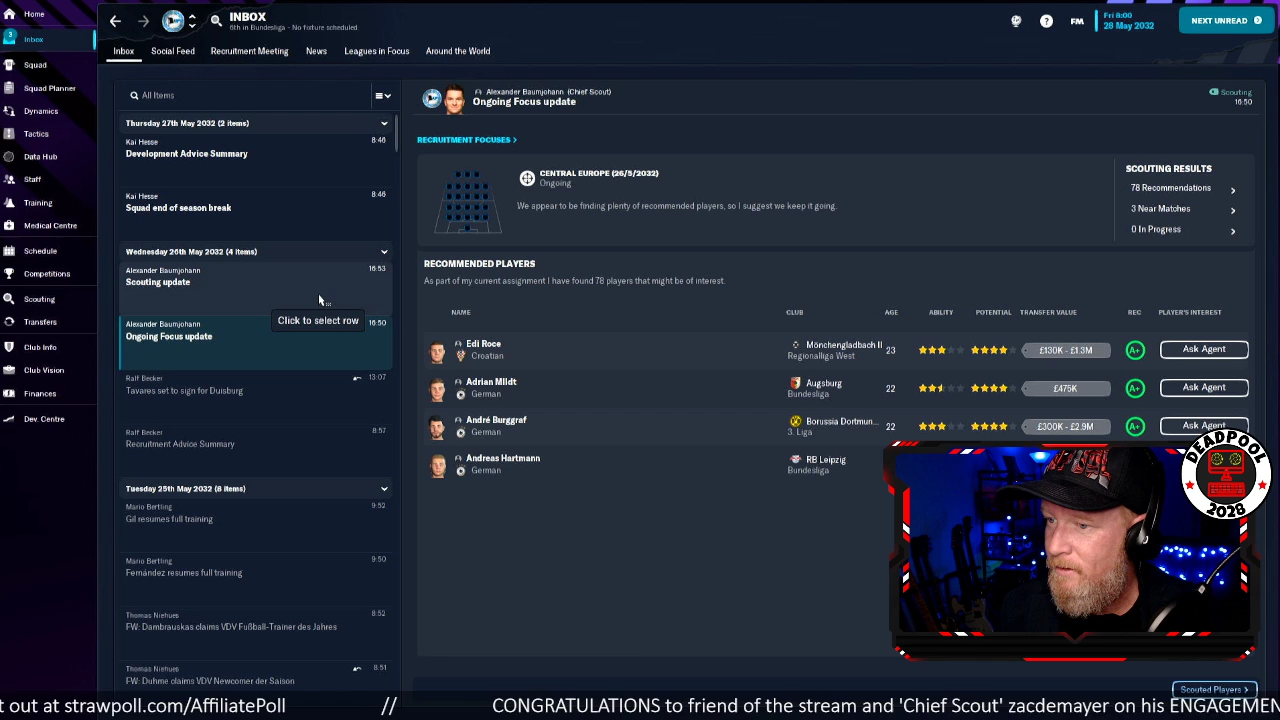 Home
3
Inbox
Squad
Squad Planner
Dynamics
Tactics
Data Hub
Staff
Training
Medical Centre
Schedule
Competitions
Scouting
Transfers
Club Info
Club Vision
Finances
Dev. Centre
INBOX
6th in Bundesliga - No fixture scheduled.
?
FM
Fri 8:00
28 May 2032
NEXT UNREAD
Inbox
Social Feed
Recruitment Meeting
News
Leagues in Focus
Around the World
All Items
Thursday 27th May 2032 (2 items)
Kai Hesse 8:46
Development Advice Summary
Kai Hesse 8:46
Squad end of season break
Wednesday 26th May 2032 (4 items)
Alexander Baumjohann 16:53
Scouting update
Click to select row
Alexander Baumjohann 16:50
Ongoing Focus update
Ralf Becker 13:07
Tavares set to sign for Duisburg
Ralf Becker 8:57
Recruitment Advice Summary
Tuesday 25th May 2032 (8 items)
Mario Bertling 9:52
Gil resumes full training
Mario Bertling 9:50
Fernández resumes full training
Thomas Niehues 8:52
FW: Dambrauskas claims VDV Fußball-Trainer des Jahres
Thomas Niehues 8:51
FW: Duhme claims VDV Newcomer der Saison
Alexander Baumjohann (Chief Scout)
Ongoing Focus update
Scouting
16:50
RECRUITMENT FOCUSES >
CENTRAL EUROPE (26/5/2032)
Ongoing
We appear to be finding plenty of recommended players, so I suggest we keep it going.
SCOUTING RESULTS
78 Recommendations
3 Near Matches
0 In Progress
RECOMMENDED PLAYERS
As part of my current assignment I have found 78 players that might be of interest.
NAME CLUB AGE ABILITY POTENTIAL TRANSFER VALUE REC PLAYER'S INTEREST
Edi Roce Mönchengladbach II 23 £130K - £1.3M A+ Ask Agent
Croatian Regionalliga West
Adrian Mildt Augsburg 22 £475K A+ Ask Agent
German Bundesliga
André Burggraf Borussia Dortmun... 22 £300K - £2.9M A+ Ask Agent
German 3. Liga
Andreas Hartmann RB Leipzig
German Bundesliga
DEADPOOL
2028
Scouted Players >
t out at strawpoll.com/AffiliatePoll // CONGRATULATIONS to friend of the stream and 'Chief Scout' zacdemayer on his ENGAGEMEN